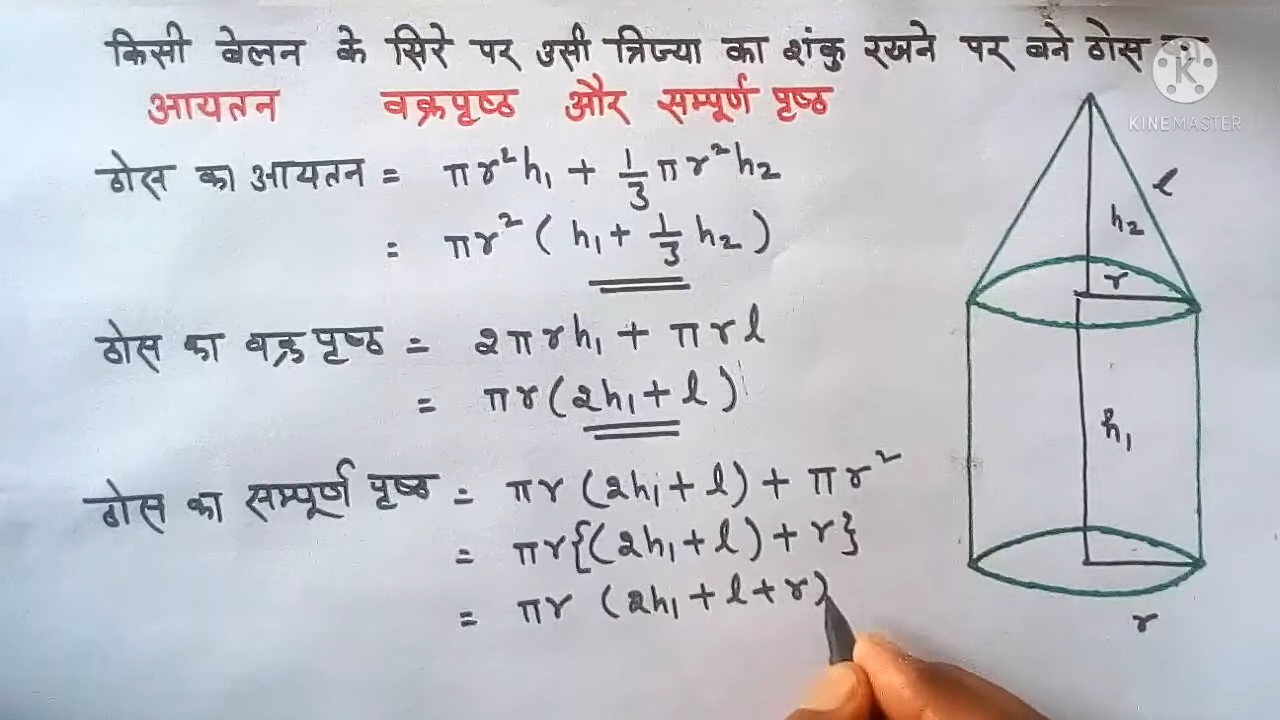 किसी बेलन के सिरे पर उसी त्रिज्या का शंकु रखने पर बने ठोस
आयतन वक्रपृष्ठ और सम्पूर्ण पृष्ठ
ठोस का आयतन = πr²h₁ + 1/3 πr²h₂
= πr² (h₁ + 1/3 h₂)
ठोस का वक्रपृष्ठ = 2πrh₁ + πrl
= πr(2h₁ + l)
ठोस का सम्पूर्ण पृष्ठ = πr (2h₁ + l) + πr²
= πr{(2h₁ + l) + r}
= πr (2h₁ + l + r)
K
KINEMASTER
l
h₂
r
h₁
r